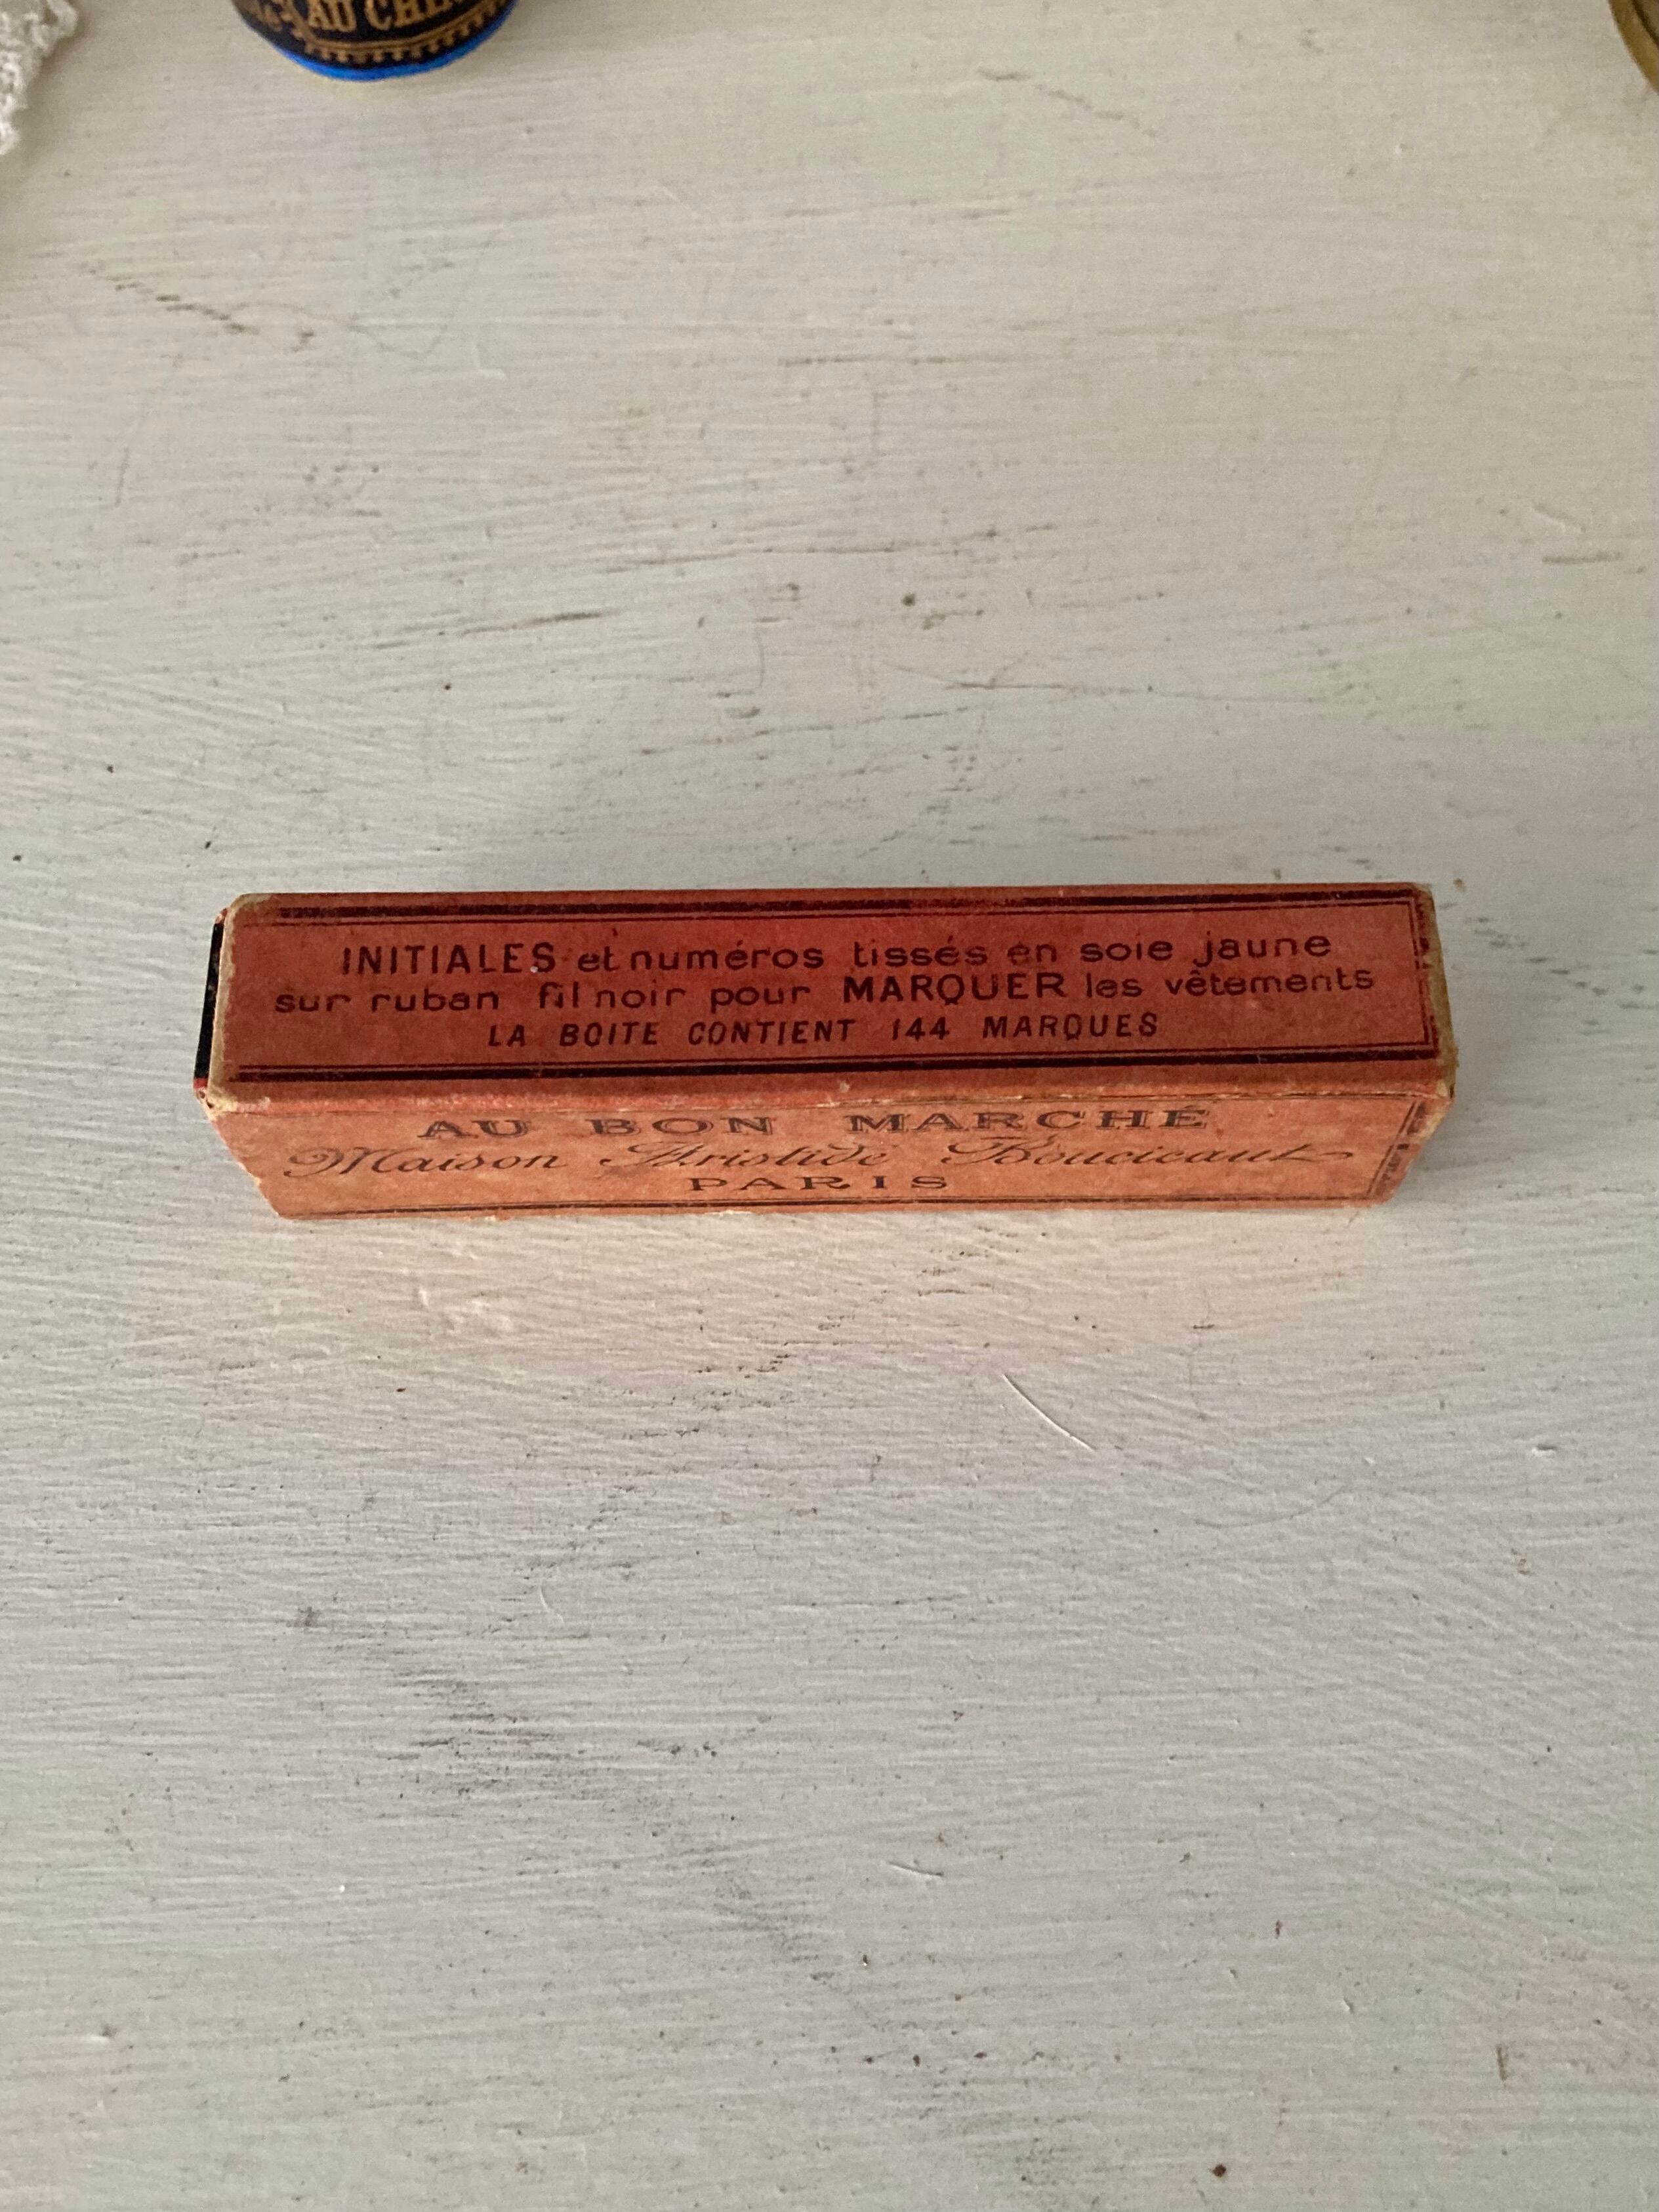 AU
INITIALES et numéros tissés en soie jaune
sur ruban fil noir pour MARQUER les vêtements
LA BOITE CONTIENT 144 MARQUES
AU BON MARCHÉ
Maison Aristide Boucicaut
PARIS